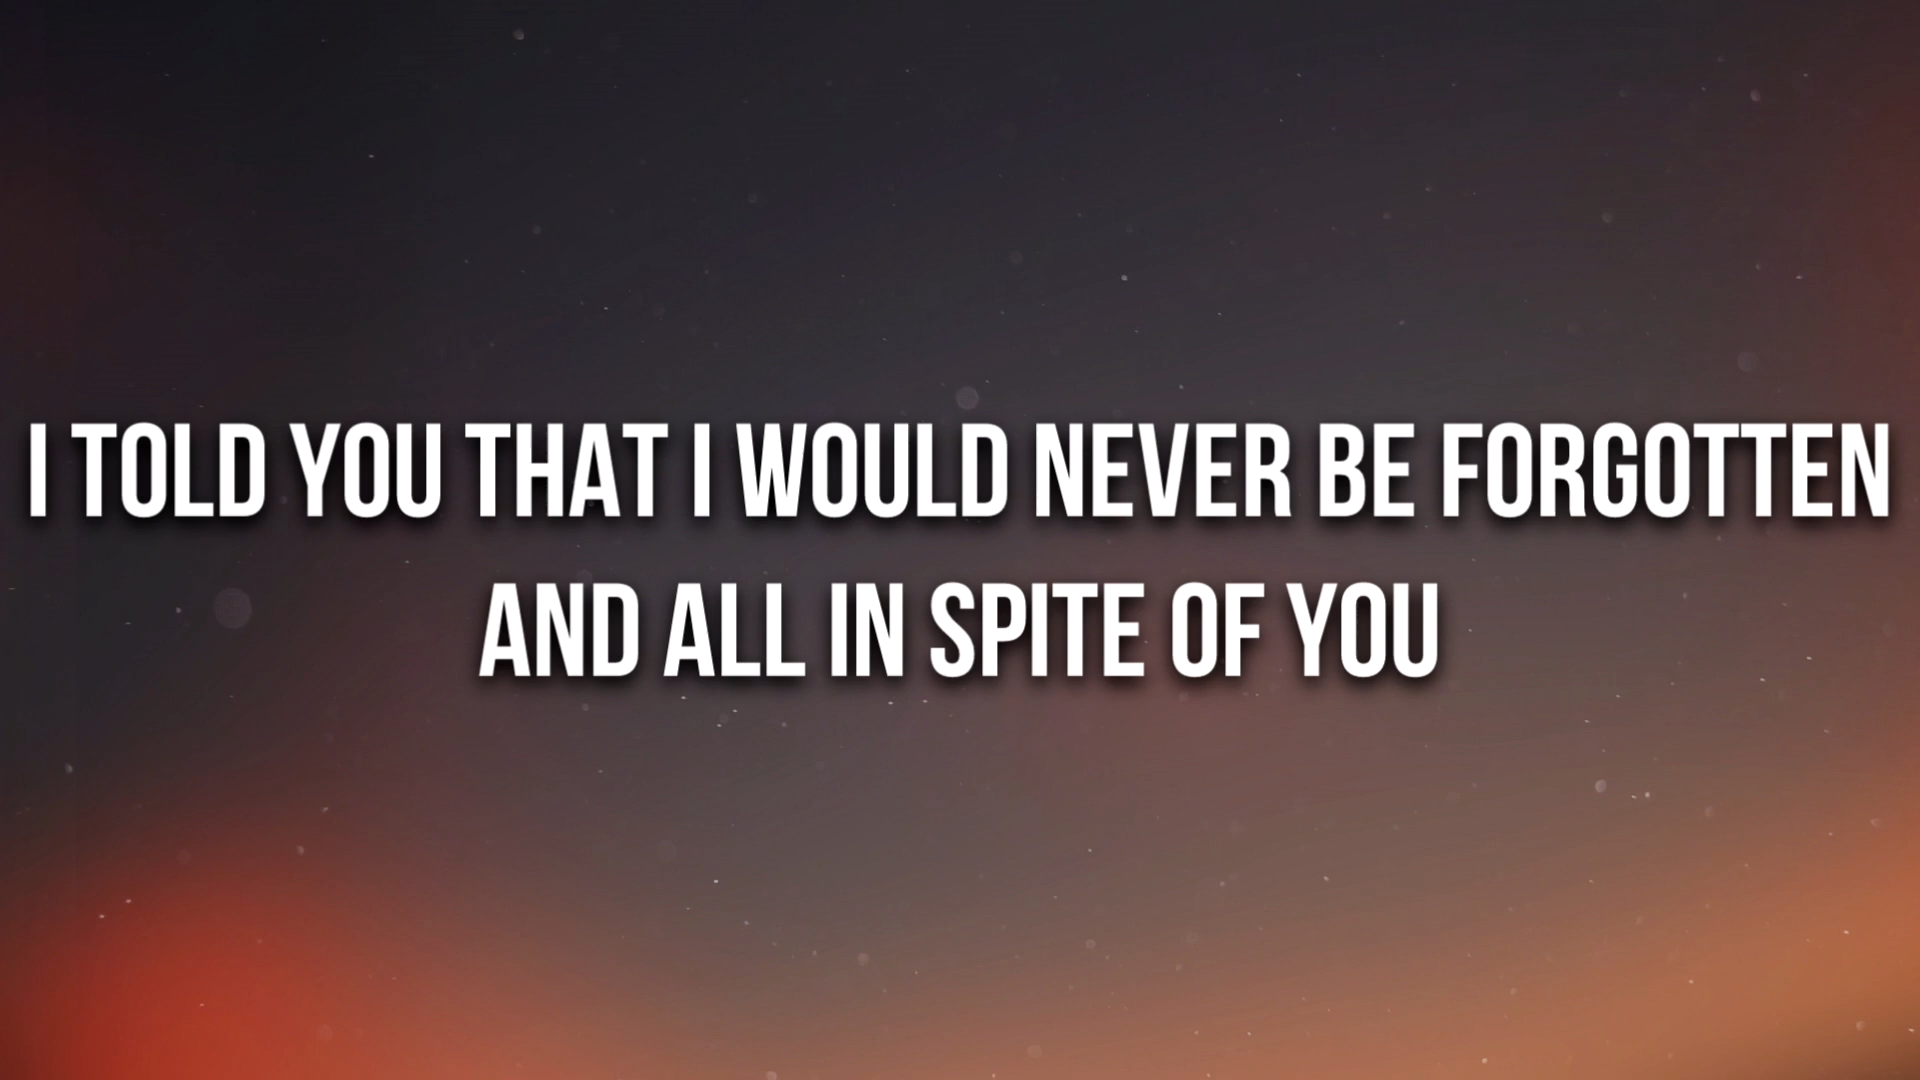 I TOLD YOU THAT I WOULD NEVER BE FORGOTTEN
AND ALL IN SPITE OF YOU